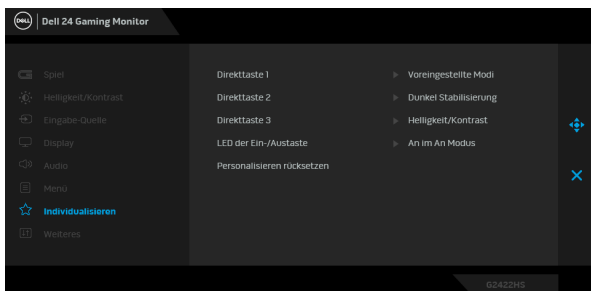 DELL
Dell 24 Gaming Monitor
Spiel
Helligkeit/Kontrast
Eingabe-Quelle
Display
Audio
Menü
Individualisieren
Weiteres
Direkttaste 1 Voreingestellte Modi
Direkttaste 2 Dunkel Stabilisierung
Direkttaste 3 Helligkeit/Kontrast
LED der Ein-/Austaste An im An Modus
Personalisieren rücksetzen
G2422HS